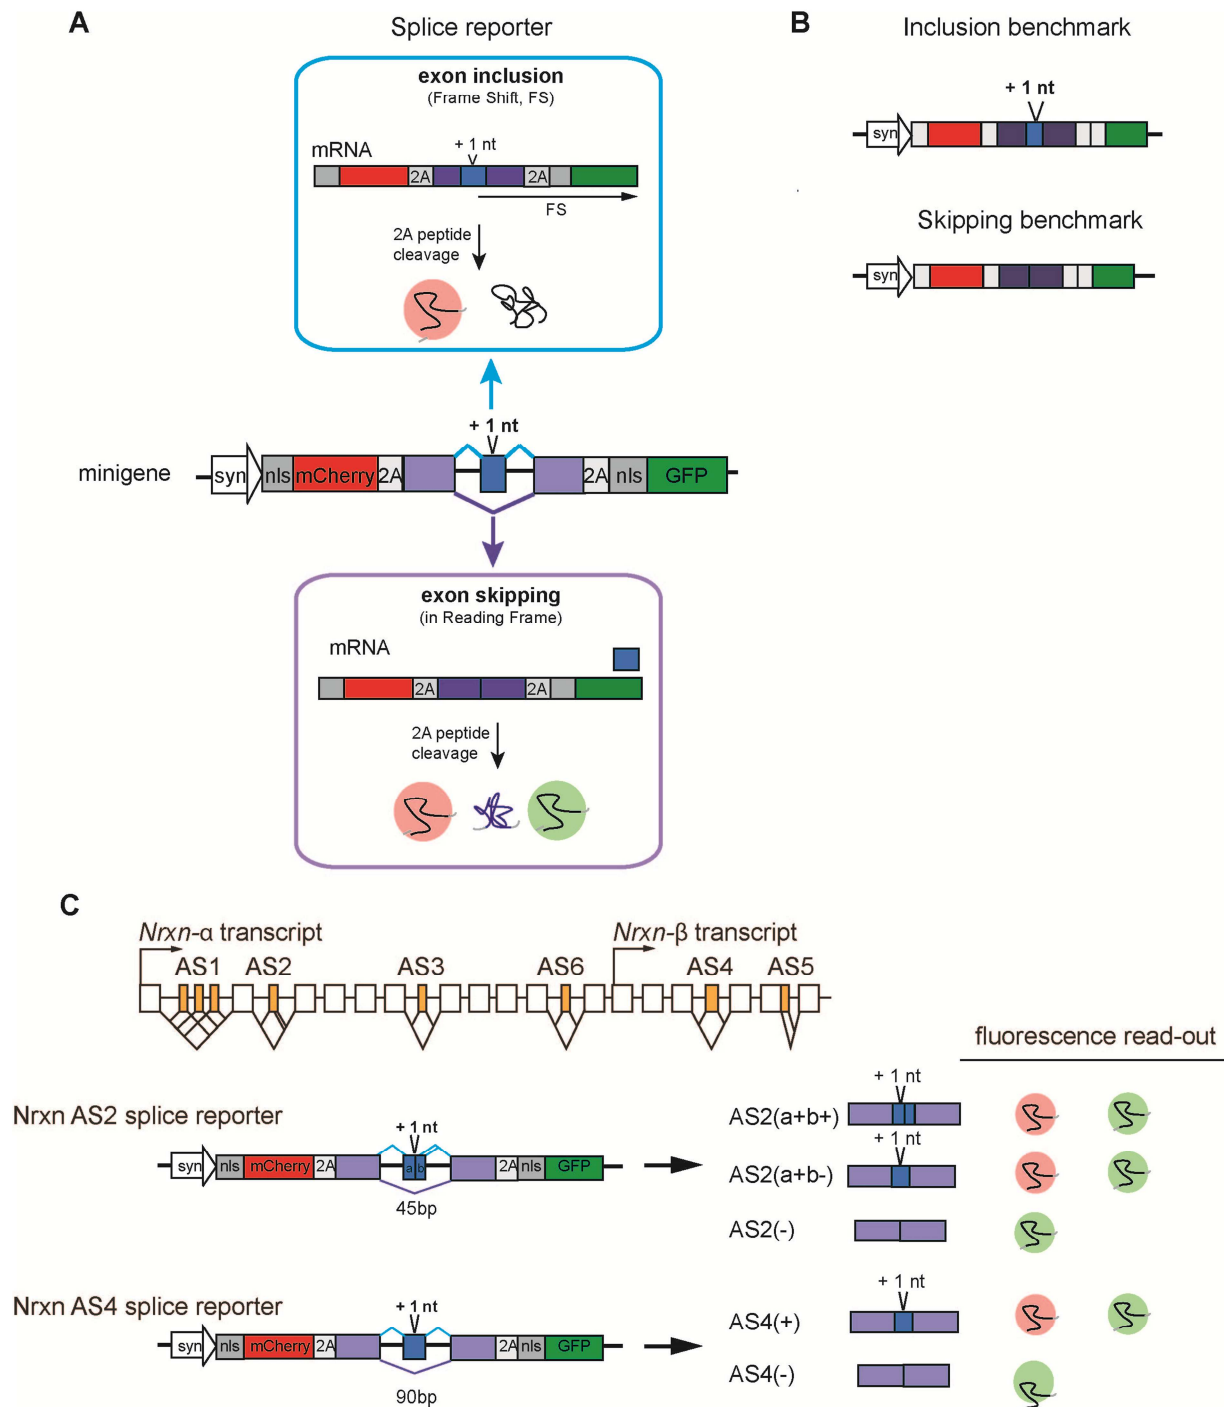 A
Splice reporter
B
Inclusion benchmark
exon inclusion
(Frame Shift, FS)
+ 1 nt
mRNA
+ 1 nt
2A
2A
FS
2A peptide
cleavage
syn
Skipping benchmark
syn
+ 1 nt
minigene
syn
nls
mCherry
2A
2A
nls
GFP
exon skipping
(in Reading Frame)
mRNA
2A
2A
2A peptide
cleavage
C
Nrxn-α transcript
Nrxn-β transcript
AS1
AS2
AS3
AS6
AS4
AS5
fluorescence read-out
Nrxn AS2 splice reporter
+ 1 nt
syn
nls
mCherry
2A
a
b
2A
nls
GFP
45bp
+ 1 nt
AS2(a+b+)
+ 1 nt
AS2(a+b-)
AS2(-)
Nrxn AS4 splice reporter
+ 1 nt
syn
nls
mCherry
2A
2A
nls
GFP
90bp
+ 1 nt
AS4(+)
AS4(-)